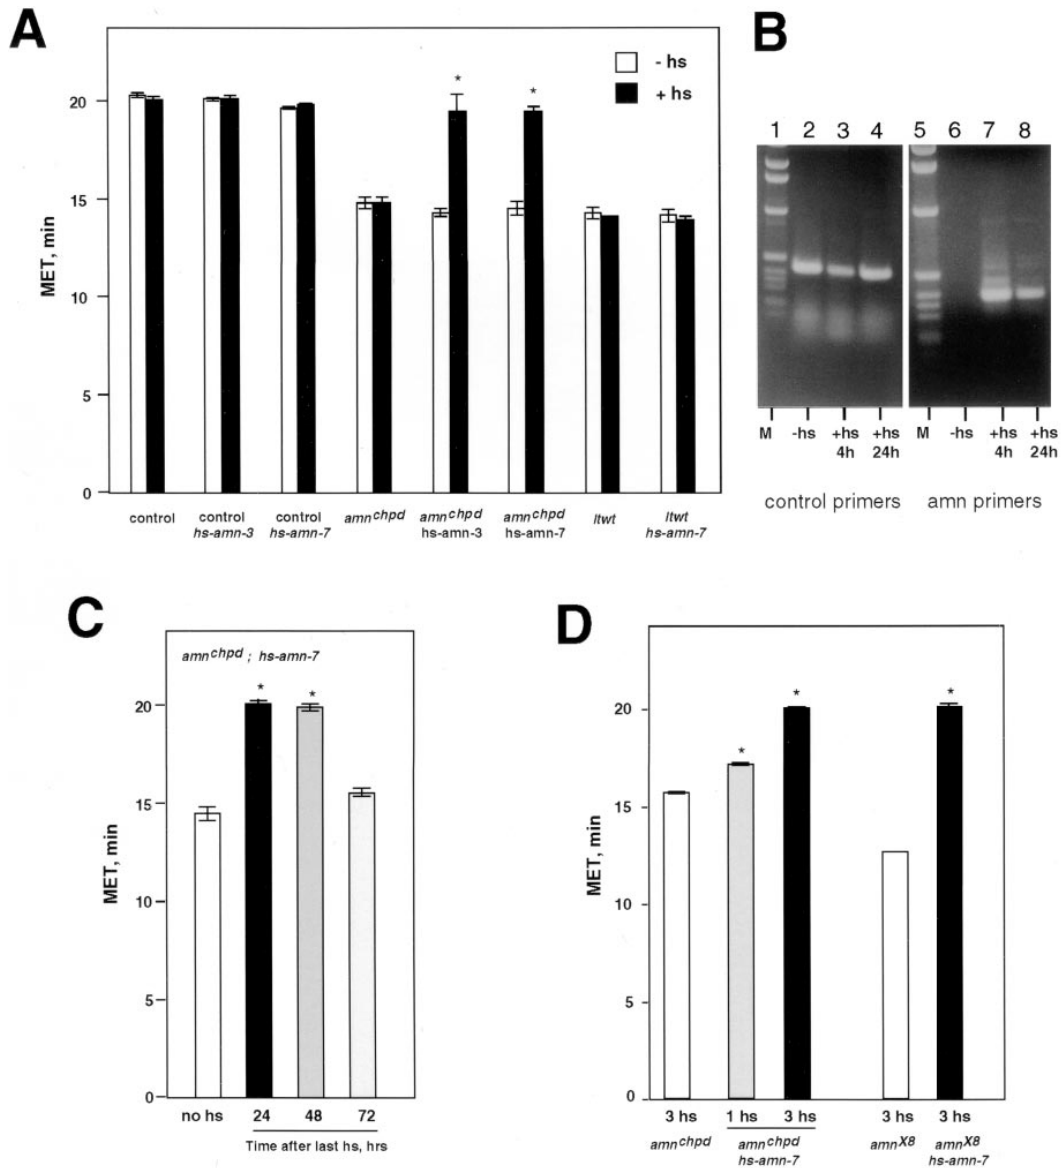 A
- hs
+ hs
* *
20
15
10
5
0
MET, min
control control hs-amn-3 control hs-amn-7 amnchpd amnchpd hs-amn-3 amnchpd hs-amn-7 ltwt ltwt hs-amn-7
B
1 2 3 4 5 6 7 8
M -hs +hs 4h +hs 24h M -hs +hs 4h +hs 24h
control primers amn primers
C
amnchpd ; hs-amn-7
* *
20
15
10
5
0
MET, min
no hs 24 48 72
Time after last hs, hrs
D
* * *
20
15
10
5
0
MET, min
3 hs 1 hs 3 hs 3 hs 3 hs
amnchpd amnchpd hs-amn-7 amnX8 amnX8 hs-amn-7